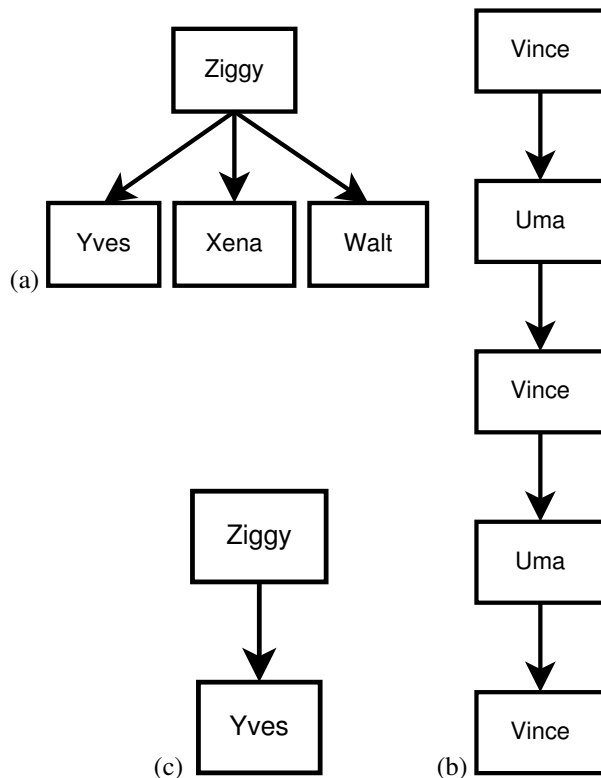 Ziggy
Yves
Xena
Walt
(a)
Vince
Uma
Vince
Uma
Vince
(b)
Ziggy
Yves
(c)